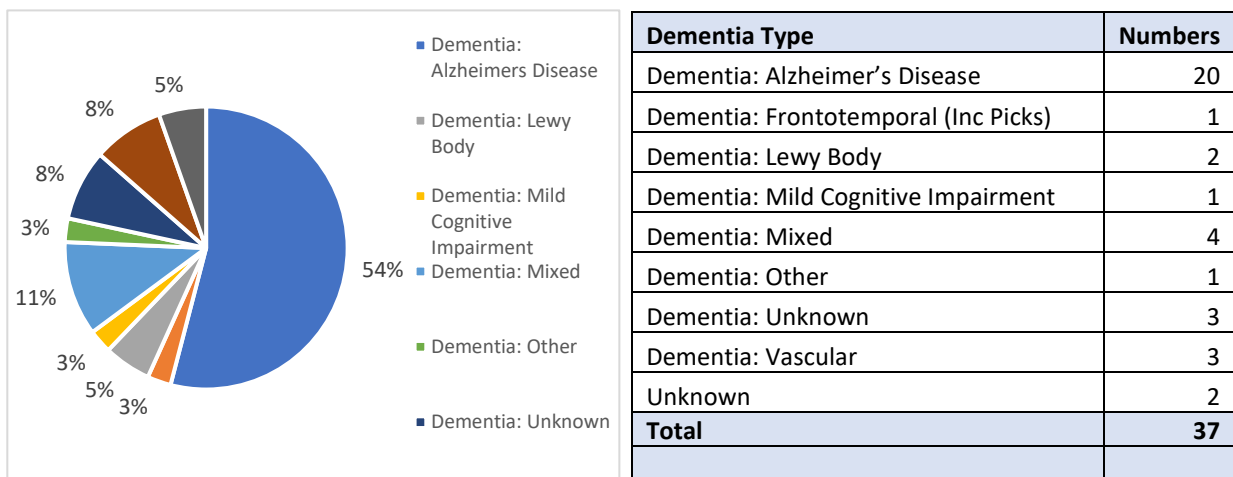 Dementia:
Alzheimers Disease
Dementia: Lewy
Body
Dementia: Mild
Cognitive
Impairment
Dementia: Mixed
Dementia: Other
Dementia: Unknown
5%
8%
8%
3%
11%
3%
5%
3%
54%
Dementia Type Numbers
Dementia: Alzheimer’s Disease 20
Dementia: Frontotemporal (Inc Picks) 1
Dementia: Lewy Body 2
Dementia: Mild Cognitive Impairment 1
Dementia: Mixed 4
Dementia: Other 1
Dementia: Unknown 3
Dementia: Vascular 3
Unknown 2
Total 37